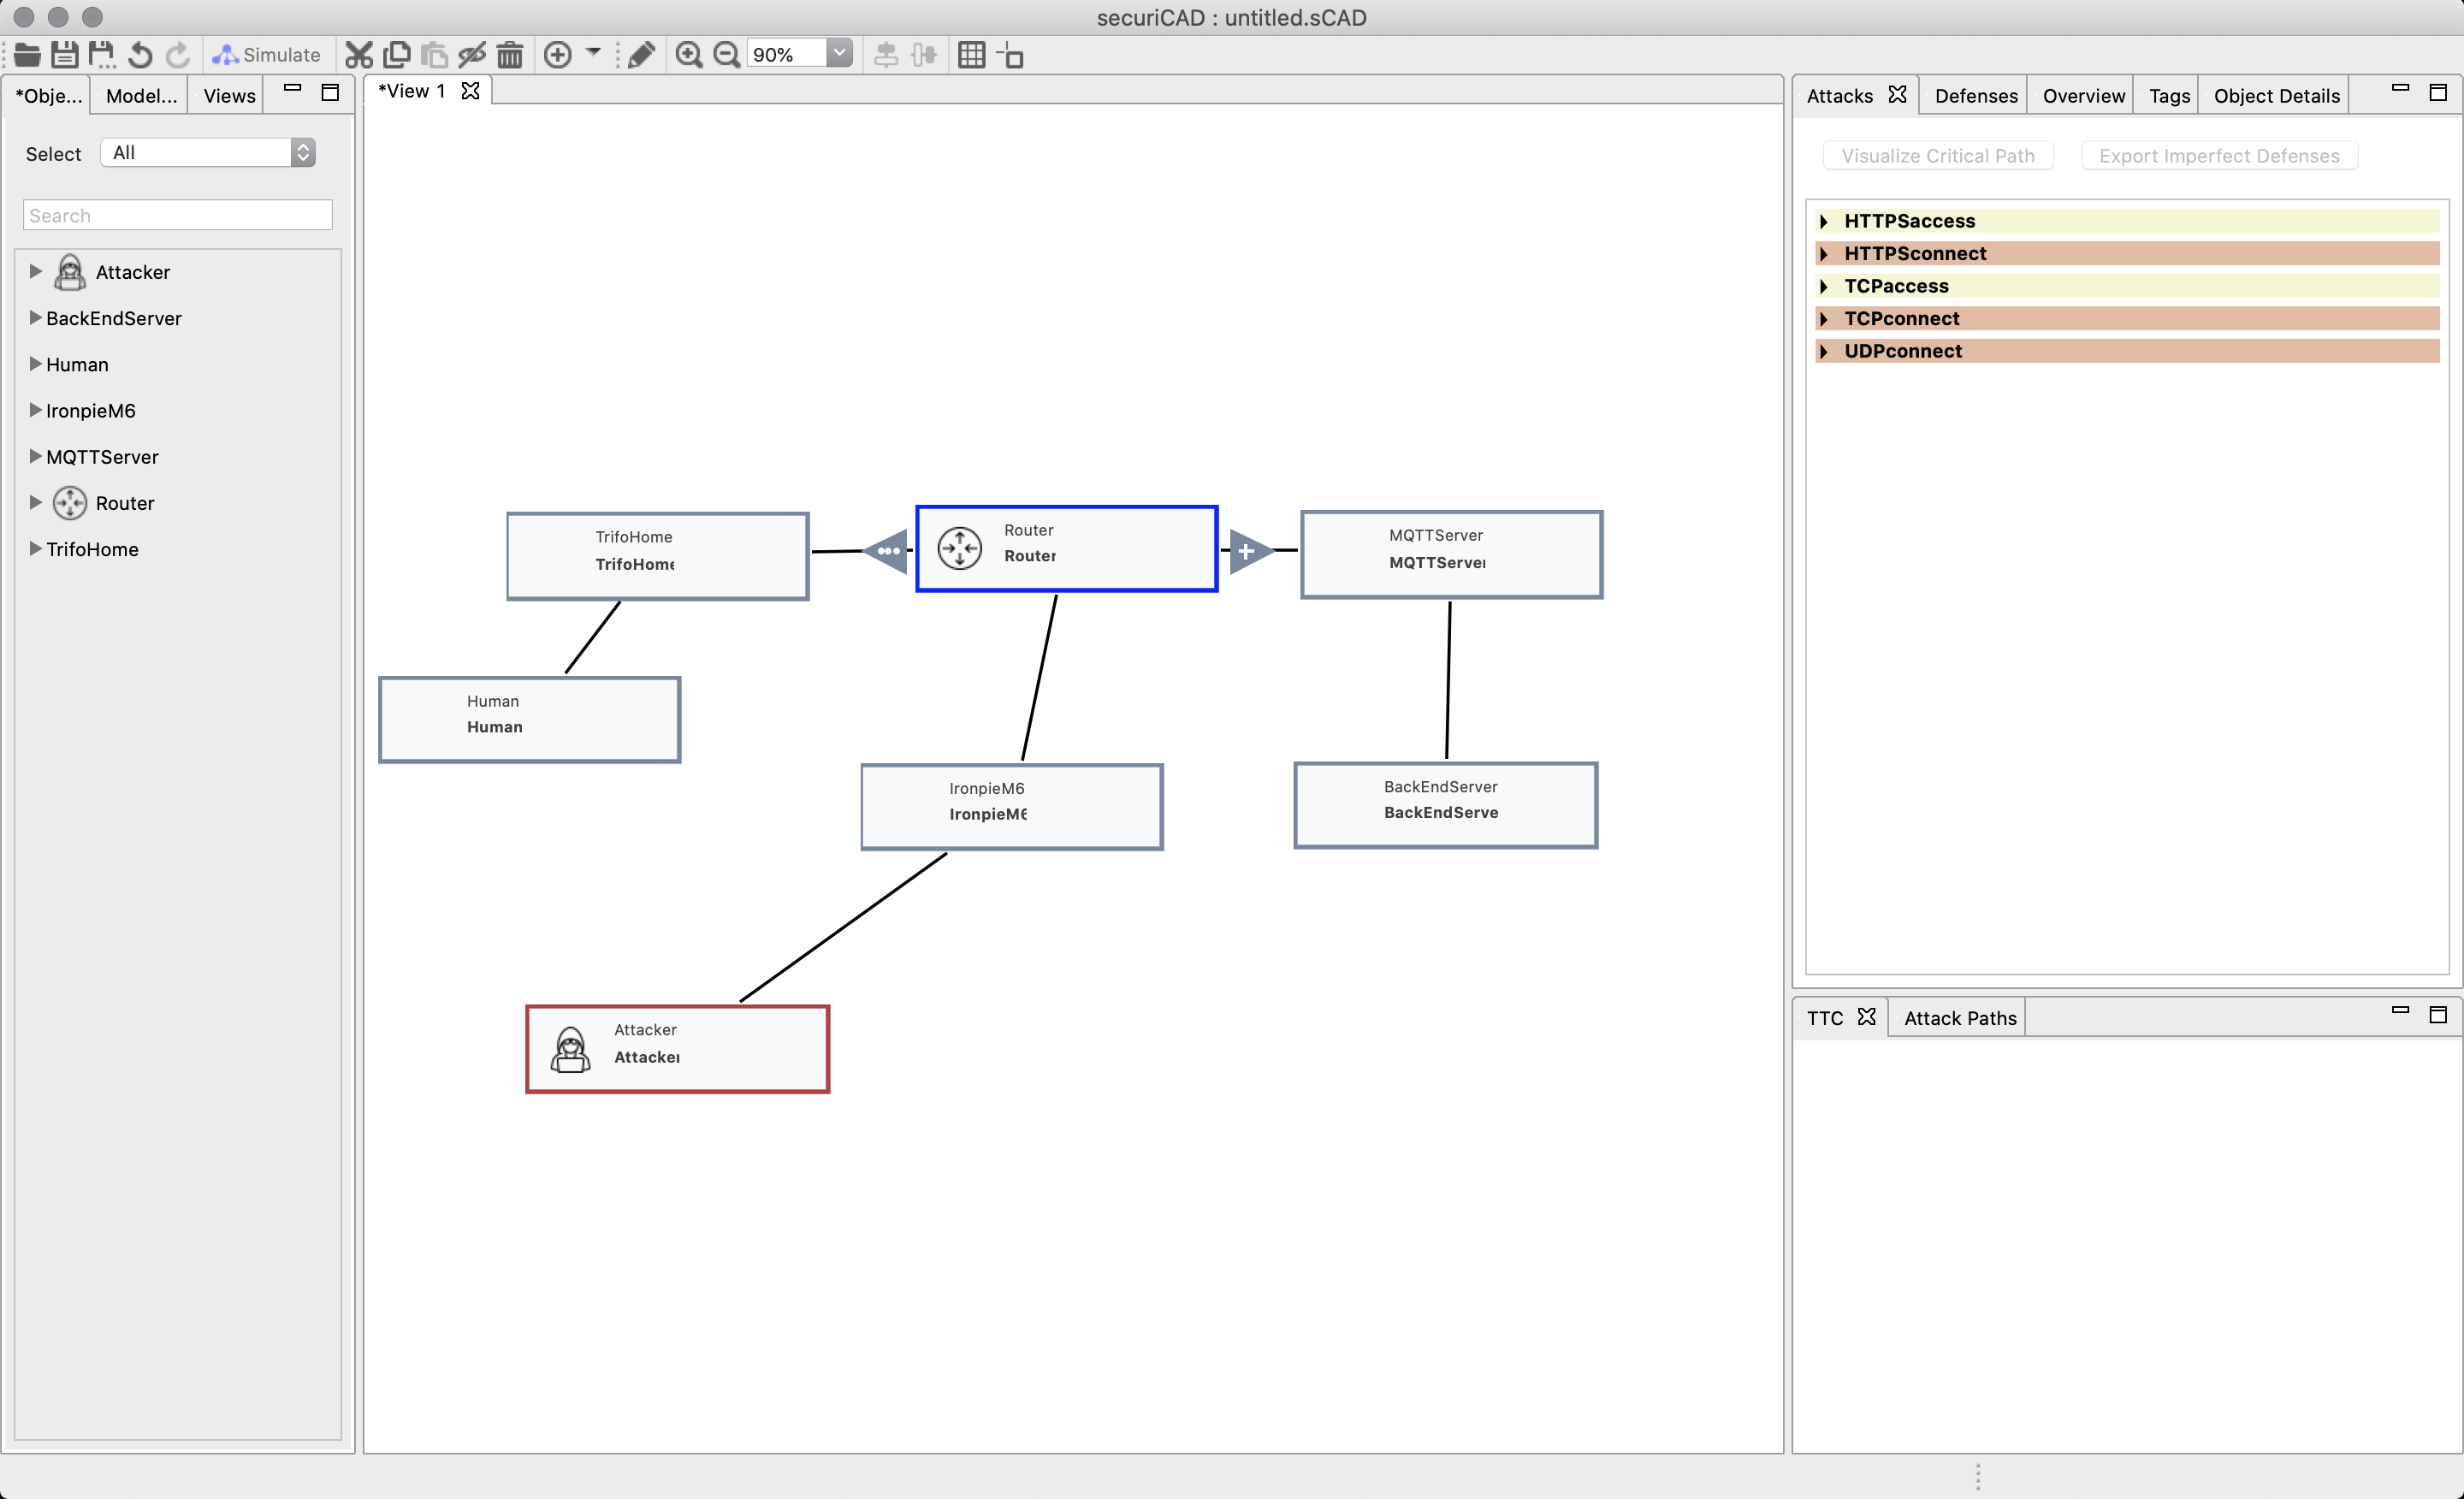 securiCAD : untitled.sCAD
Simulate
90%
*Obje...
Model...
Views
*View 1
Attacks
Defenses
Overview
Tags
Object Details
Select
All
Search
Visualize Critical Path
Export Imperfect Defenses
Attacker
BackEndServer
Human
IronpieM6
MQTTServer
Router
TrifoHome
HTTPSaccess
HTTPSconnect
TCPaccess
TCPconnect
UDPconnect
TrifoHome
TrifoHome
Router
Router
MQTTServer
MQTTServer
Human
Human
IronpieM6
IronpieM6
BackEndServer
BackEndServe
Attacker
Attacker
TTC
Attack Paths